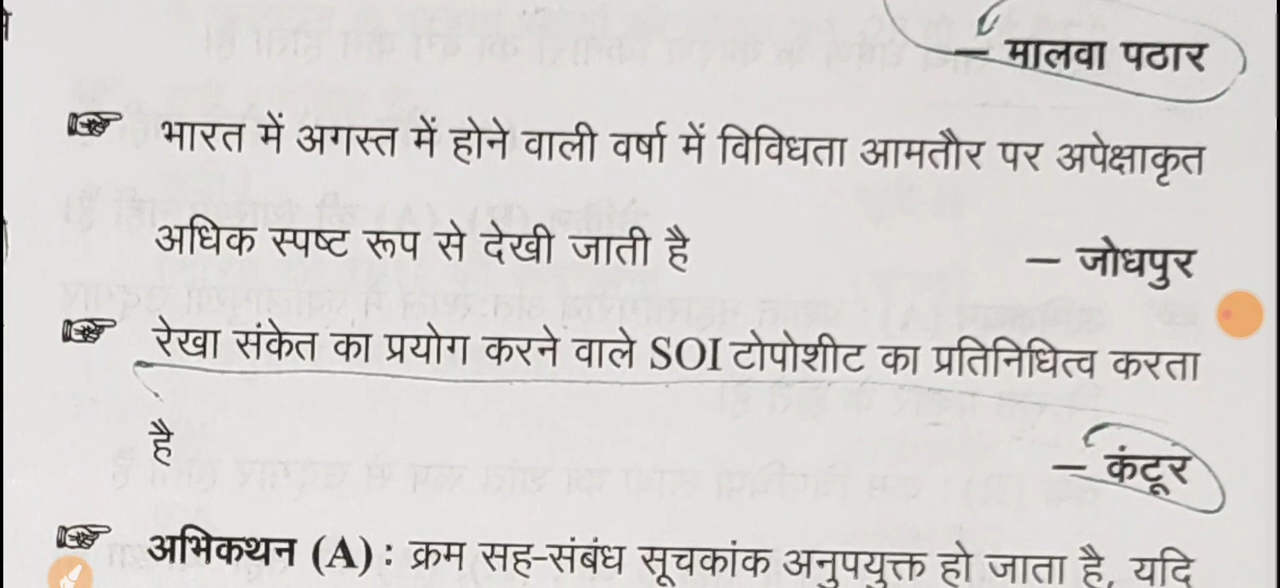 — मालवा पठार
भारत में अगस्त में होने वाली वर्षा में विविधता आमतौर पर अपेक्षाकृत
अधिक स्पष्ट रूप से देखी जाती है — जोधपुर
रेखा संकेत का प्रयोग करने वाले SOI टोपोशीट का प्रतिनिधित्व करता
है — कंटूर
अभिकथन (A) : क्रम सह-संबंध सूचकांक अनुपयुक्त हो जाता है, यदि